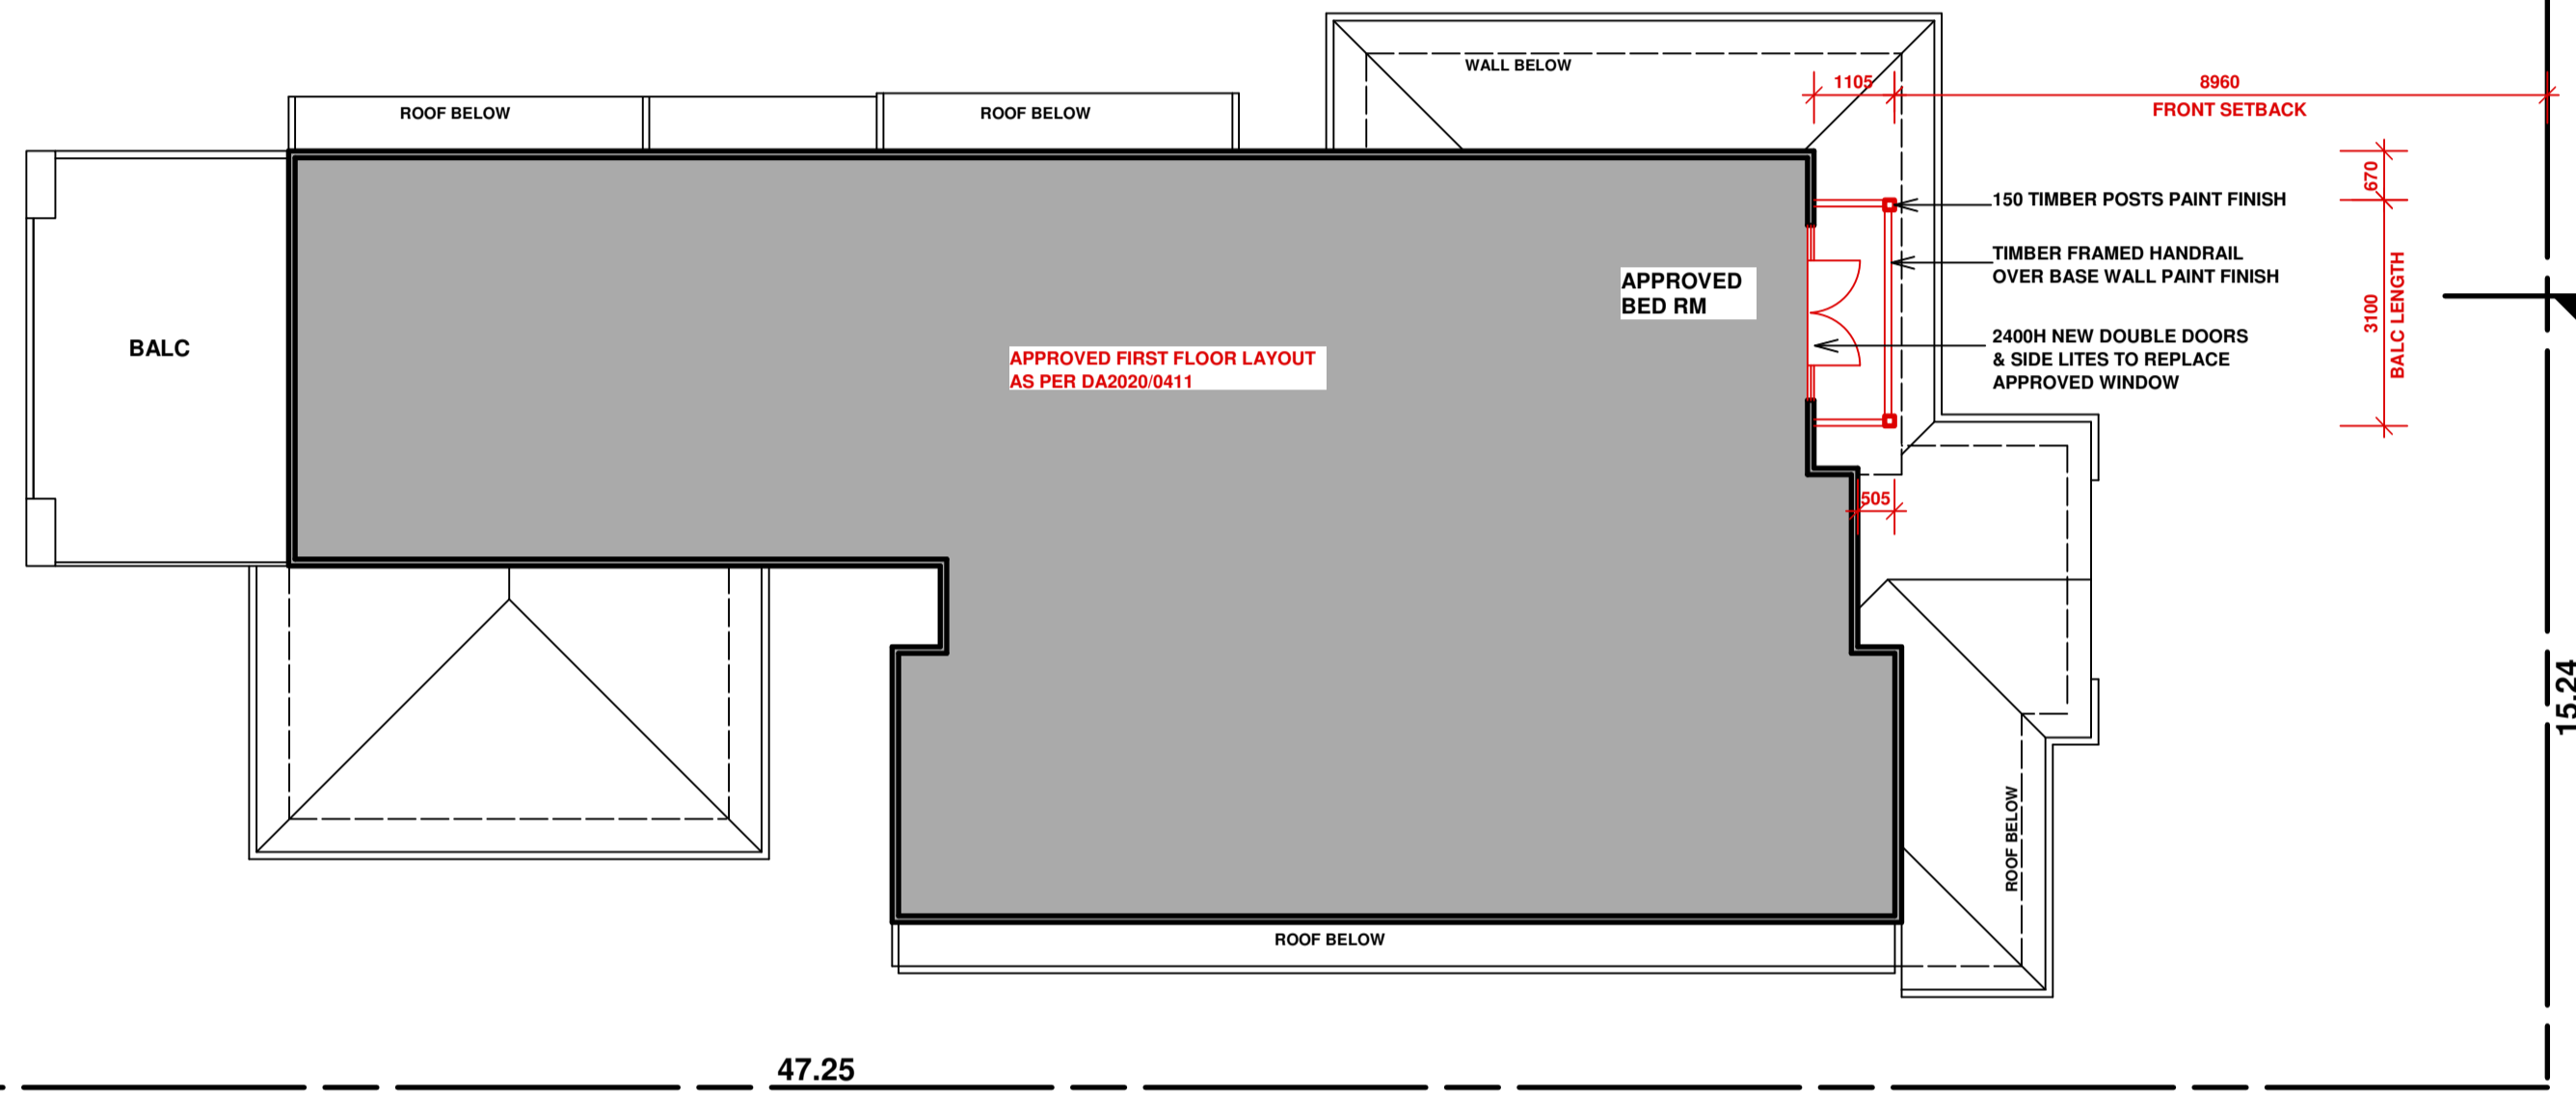 WALL BELOW
1105
8960
FRONT SETBACK
ROOF BELOW
ROOF BELOW
670
150 TIMBER POSTS PAINT FINISH
TIMBER FRAMED HANDRAIL
OVER BASE WALL PAINT FINISH
APPROVED
BED RM
3100
BALC LENGTH
2400H NEW DOUBLE DOORS
& SIDE LITES TO REPLACE
APPROVED WINDOW
BALC
APPROVED FIRST FLOOR LAYOUT
AS PER DA2020/0411
505
15.24
ROOF BELOW
ROOF BELOW
47.25